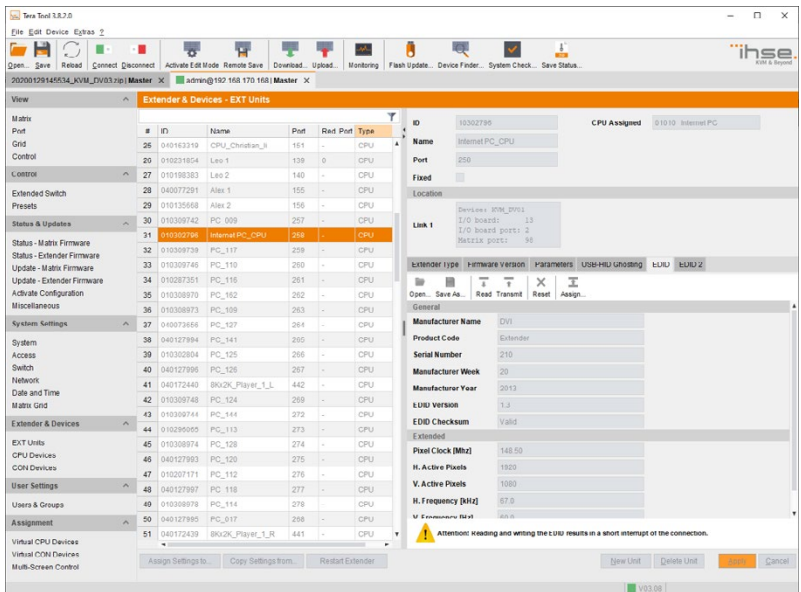 Tera Tool 3.8.2.0
File Edit Device Extras ?
Open... Save Reload Connect Disconnect Activate Edit Mode Remote Save Download... Upload... Monitoring Flash Update... Device Finder... System Check... Save Status...
ihse.
KVM & Beyond
20200129145534_KVM_DV03.zip | Master X admin@192.168.170.168 | Master X
View
Matrix
Port
Grid
Control
Control
Extended Switch
Presets
Status & Updates
Status - Matrix Firmware
Status - Extender Firmware
Update - Matrix Firmware
Update - Extender Firmware
Activate Configuration
Miscellaneous
System Settings
System
Access
Switch
Network
Date and Time
Matrix Grid
Extender & Devices
EXT Units
CPU Devices
CON Devices
User Settings
Users & Groups
Assignment
Virtual CPU Devices
Virtual CON Devices
Multi-Screen Control
Extender & Devices - EXT Units
# ID Name Port Red Port Type
25 040163319 CPU_Christian_li 151 - CPU
26 010231854 Leo 1 139 0 CPU
27 010198383 Leo 2 140 - CPU
28 040077291 Alex 1 155 - CPU
29 010135668 Alex 2 156 - CPU
30 010309742 PC_009 257 - CPU
31 010302796 Internet PC_CPU 258 - CPU
32 010309739 PC_117 259 - CPU
33 010309746 PC_110 260 - CPU
34 010287351 PC_116 261 - CPU
35 010308970 PC_162 262 - CPU
36 010308973 PC_109 263 - CPU
37 040073666 PC_127 264 - CPU
38 040127994 PC_141 265 - CPU
39 010302804 PC_125 266 - CPU
40 040127996 PC_126 267 - CPU
41 040172440 8Kx2K_Player_1_L 442 - CPU
42 010309748 PC_124 269 - CPU
43 010309744 PC_144 272 - CPU
44 010296065 PC_113 273 - CPU
45 010308974 PC_128 274 - CPU
46 040127993 PC_120 275 - CPU
47 010207171 PC_112 276 - CPU
48 040127997 PC_118 277 - CPU
49 010308978 PC_114 278 - CPU
50 040127995 PC_017 286 - CPU
51 040172439 8Kx2K_Player_1_R 441 - CPU
Assign Settings to... Copy Settings from... Restart Extender
ID 10302796 CPU Assigned 01010 Internet PC
Name Internet PC_CPU
Port 258
Fixed
Location
Link 1
Device: KVM_DV01
I/O board: 13
I/O board port: 2
Matrix port: 98
Extender Type Firmware Version Parameters USB-HID Ghosting EDID EDID 2
Open... Save As... Read Transmit Reset Assign...
General
Manufacturer Name DVI
Product Code Extender
Serial Number 210
Manufacturer Week 20
Manufacturer Year 2013
EDID Version 1.3
EDID Checksum Valid
Extended
Pixel Clock [Mhz] 148.50
H. Active Pixels 1920
V. Active Pixels 1080
H. Frequency [kHz] 67.0
V. Frequency [Hz] 60.0
Attention: Reading and writing the EDID results in a short interrupt of the connection.
New Unit Delete Unit Apply Cancel
V03.08